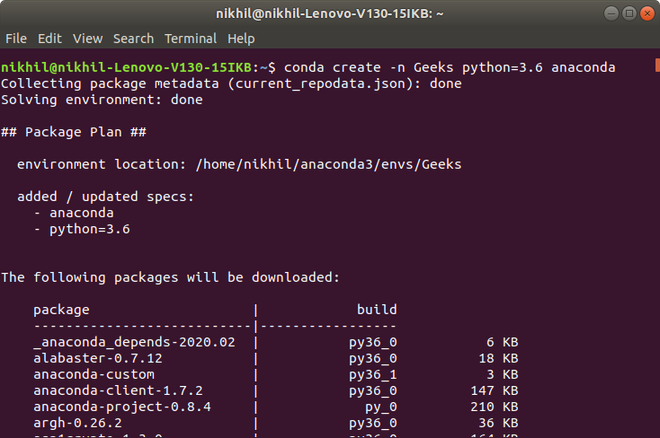 nikhil@nikhil-Lenovo-V130-15IKB: ~
File Edit View Search Terminal Help
nikhil@nikhil-Lenovo-V130-15IKB:~$ conda create -n Geeks python=3.6 anaconda
Collecting package metadata (current_repodata.json): done
Solving environment: done
## Package Plan ##
environment location: /home/nikhil/anaconda3/envs/Geeks
added / updated specs:
- anaconda
- python=3.6
The following packages will be downloaded:
package | build
---------------------------|-----------------
_anaconda_depends-2020.02 | py36_0 6 KB
alabaster-0.7.12 | py36_0 18 KB
anaconda-custom | py36_1 3 KB
anaconda-client-1.7.2 | py36_0 147 KB
anaconda-project-0.8.4 | py_0 210 KB
argh-0.26.2 | py36_0 36 KB